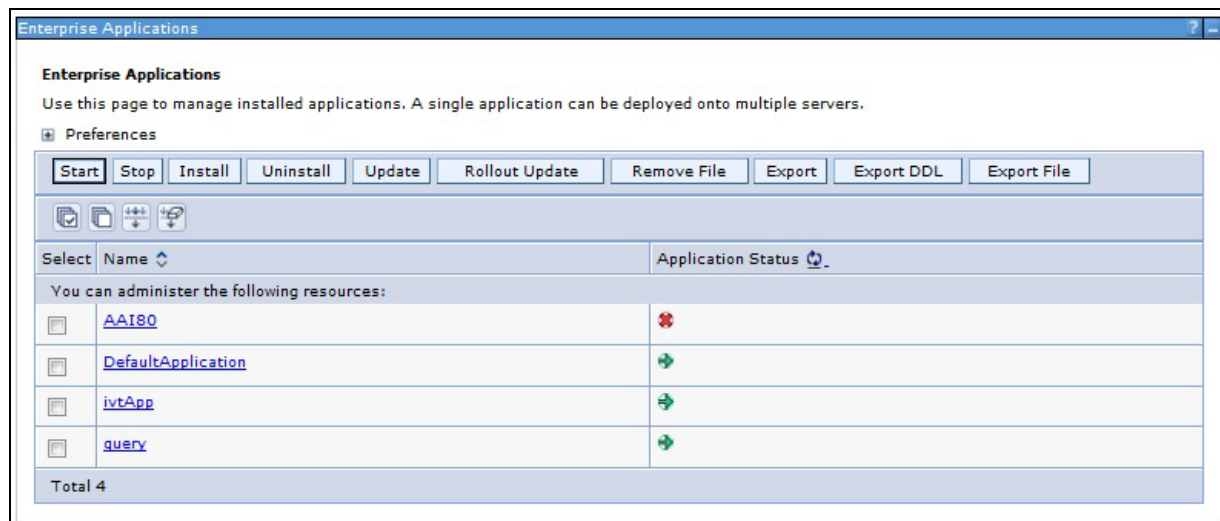 Enterprise Applications ? –
Enterprise Applications
Use this page to manage installed applications. A single application can be deployed onto multiple servers.
Preferences
Start Stop Install Uninstall Update Rollout Update Remove File Export Export DDL Export File
Select Name Application Status
You can administer the following resources:
AAI80
DefaultApplication
ivtApp
query
Total 4